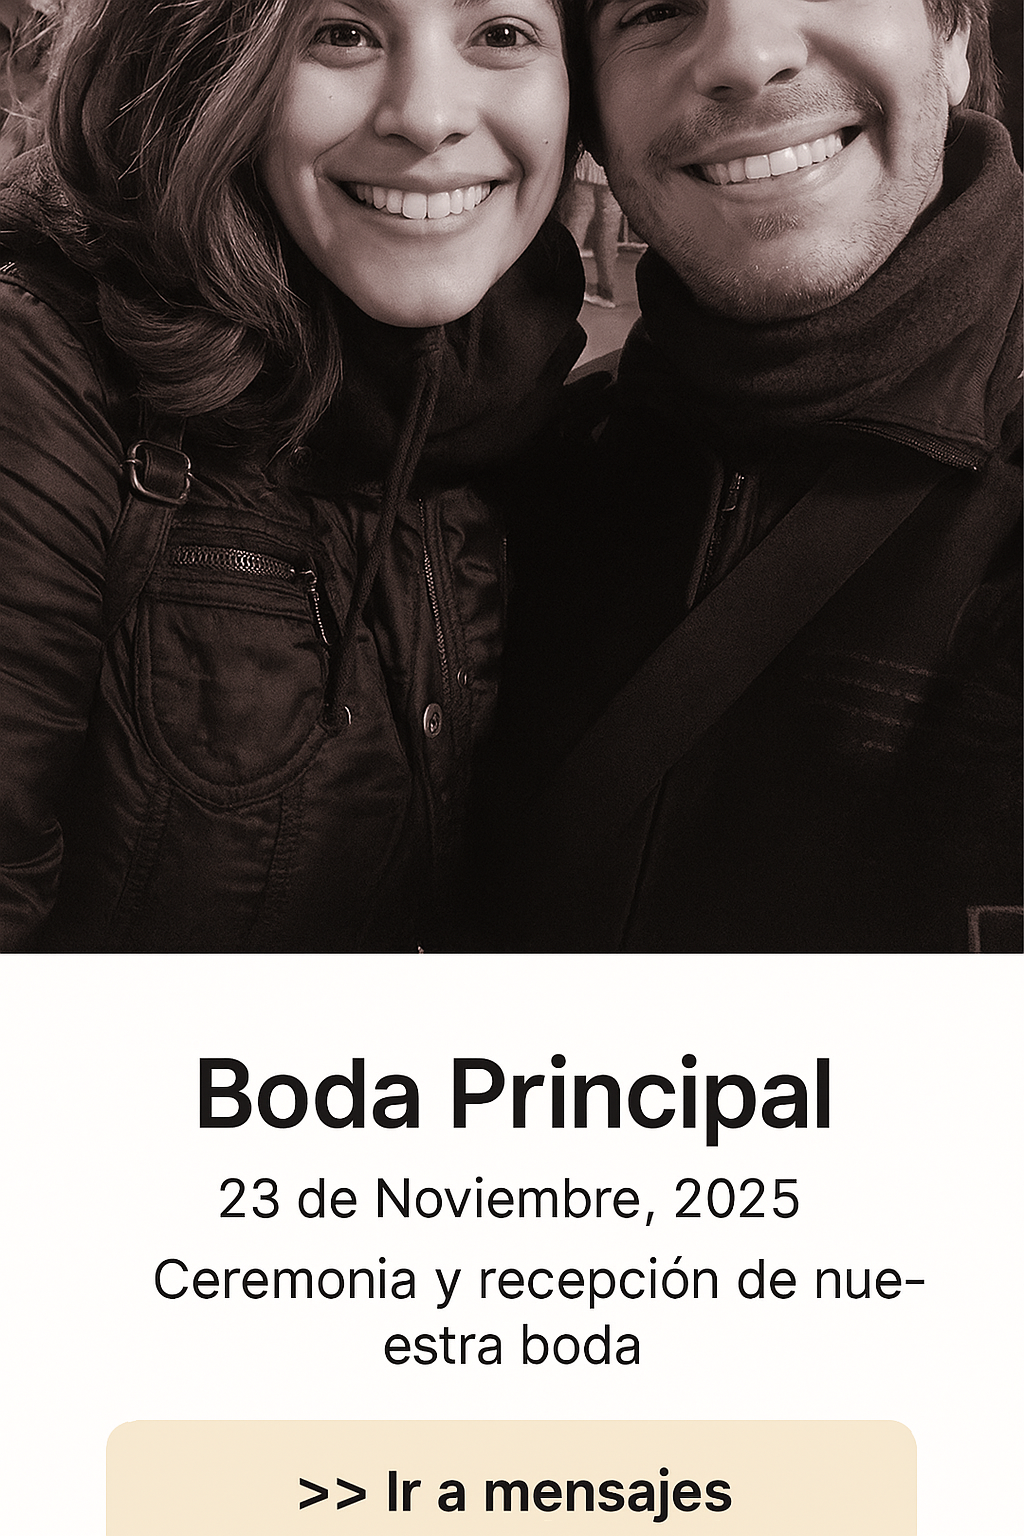 Boda Principal
23 de Noviembre, 2025
Ceremonia y recepción de nue-
estra boda
>> Ir a mensajes